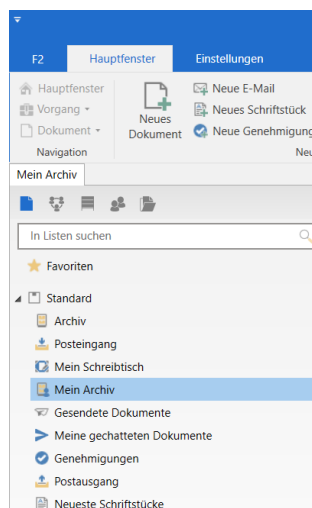 F2 Hauptfenster Einstellungen
Hauptfenster
Vorgang
Dokument
Navigation
Neues
Dokument
Neue E-Mail
Neues Schriftstück
Neue Genehmigung
Neu
Mein Archiv
In Listen suchen
Favoriten
Standard
Archiv
Posteingang
Mein Schreibtisch
Mein Archiv
Gesendete Dokumente
Meine gechatteten Dokumente
Genehmigungen
Postausgang
Neueste Schriftstücke